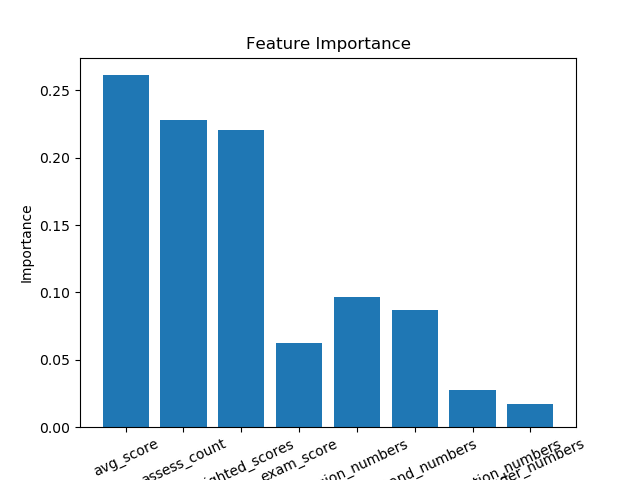 Feature Importance
0.25
0.20
0.15
0.10
0.05
0.00
Importance
avg_score
assess_count
exam_score